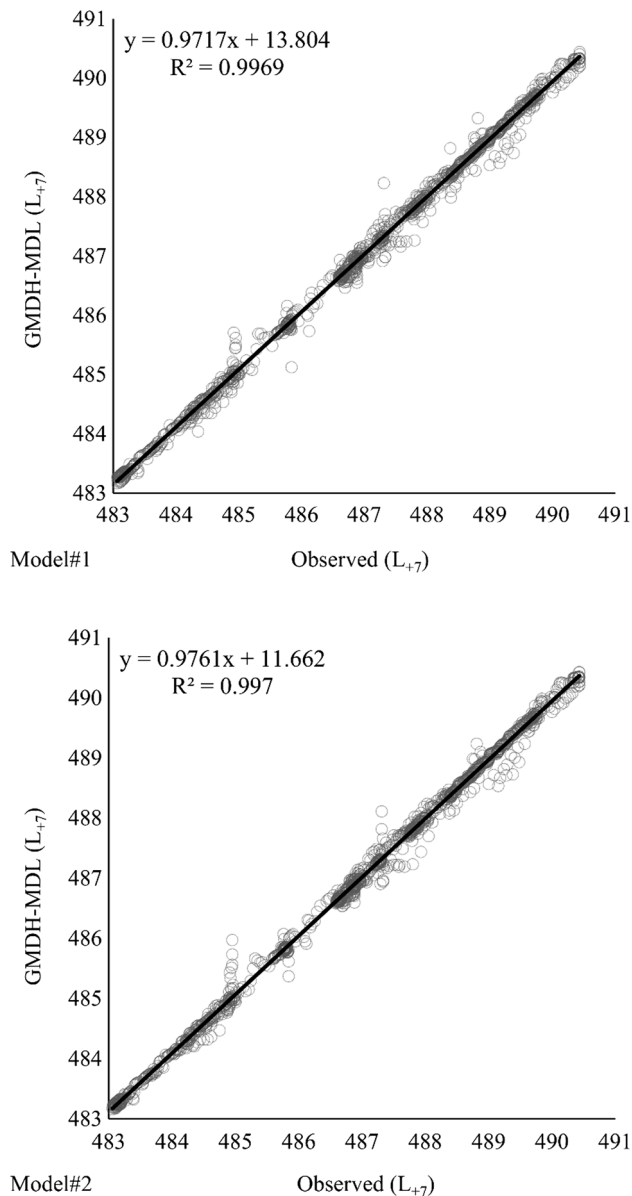 y = 0.9717x + 13.804
R² = 0.9969
491
490
489
488
487
486
485
484
483
GMDH-MDL (L+7)
483 484 485 486 487 488 489 490 491
Model#1 Observed (L+7)
y = 0.9761x + 11.662
R² = 0.997
491
490
489
488
487
486
485
484
483
GMDH-MDL (L+7)
483 484 485 486 487 488 489 490 491
Model#2 Observed (L+7)